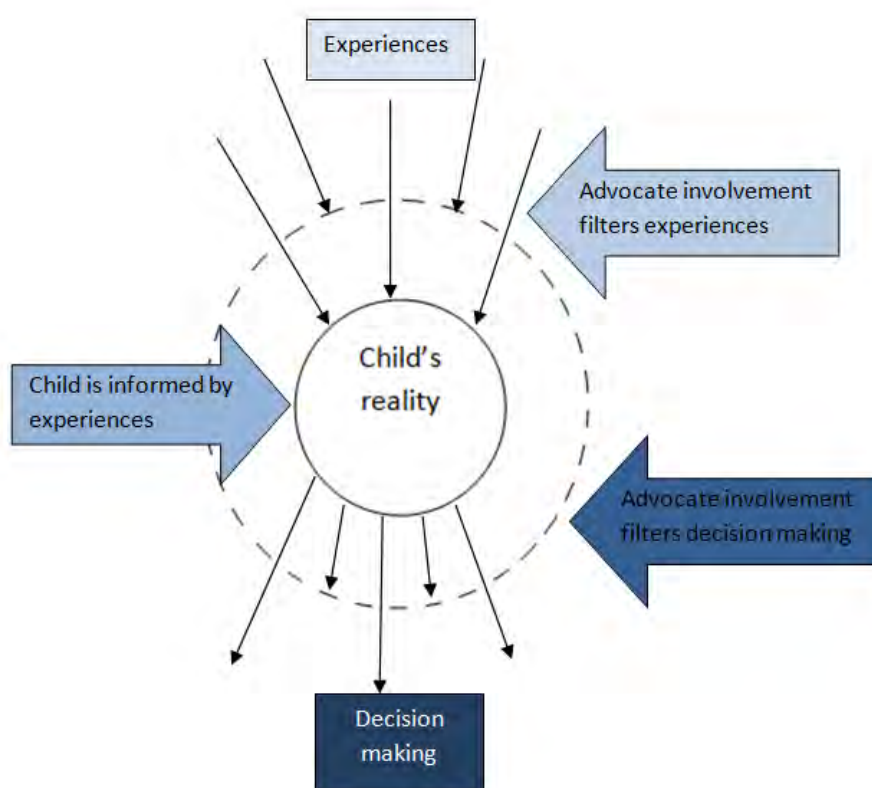 Experiences
Advocate involvement
filters experiences
Child's
reality
Child is informed by
experiences
Advocate involvement
filters decision making
Decision
making